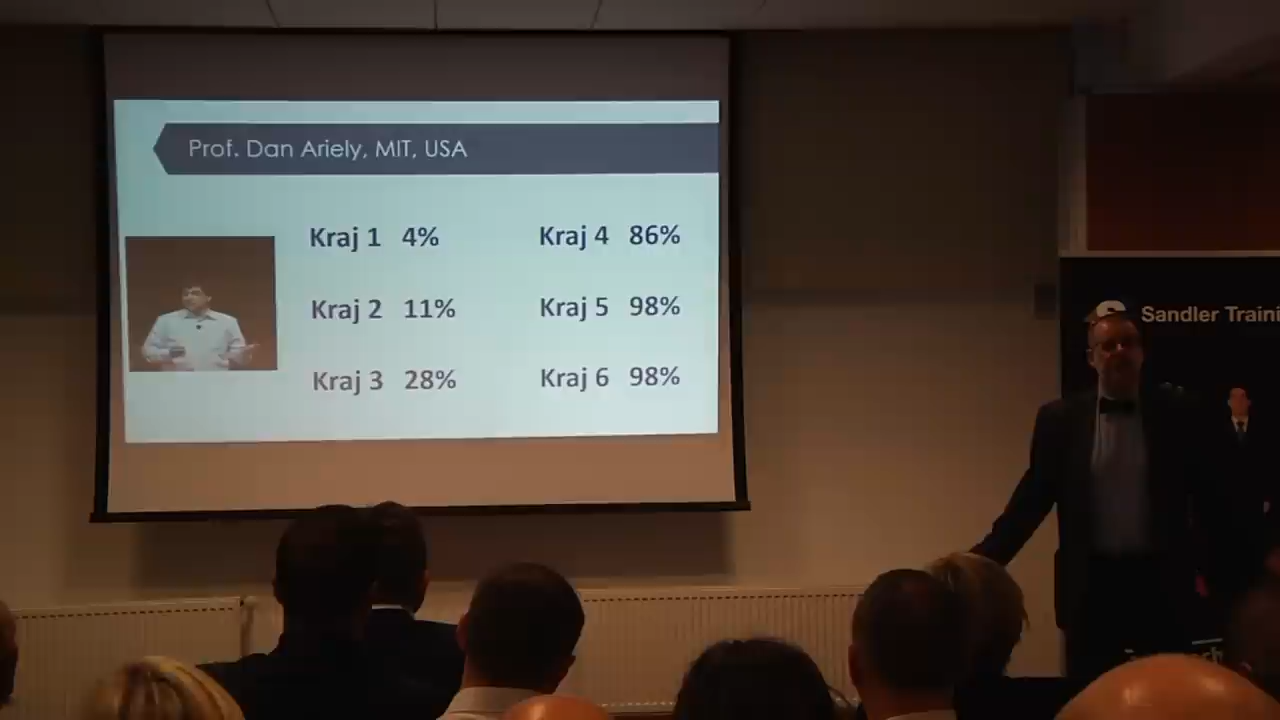 Prof. Dan Ariely, MIT, USA
Kraj 1 4%
Kraj 4 86%
Kraj 2 11%
Kraj 5 98%
Kraj 3 28%
Kraj 6 98%
Sandler Traini